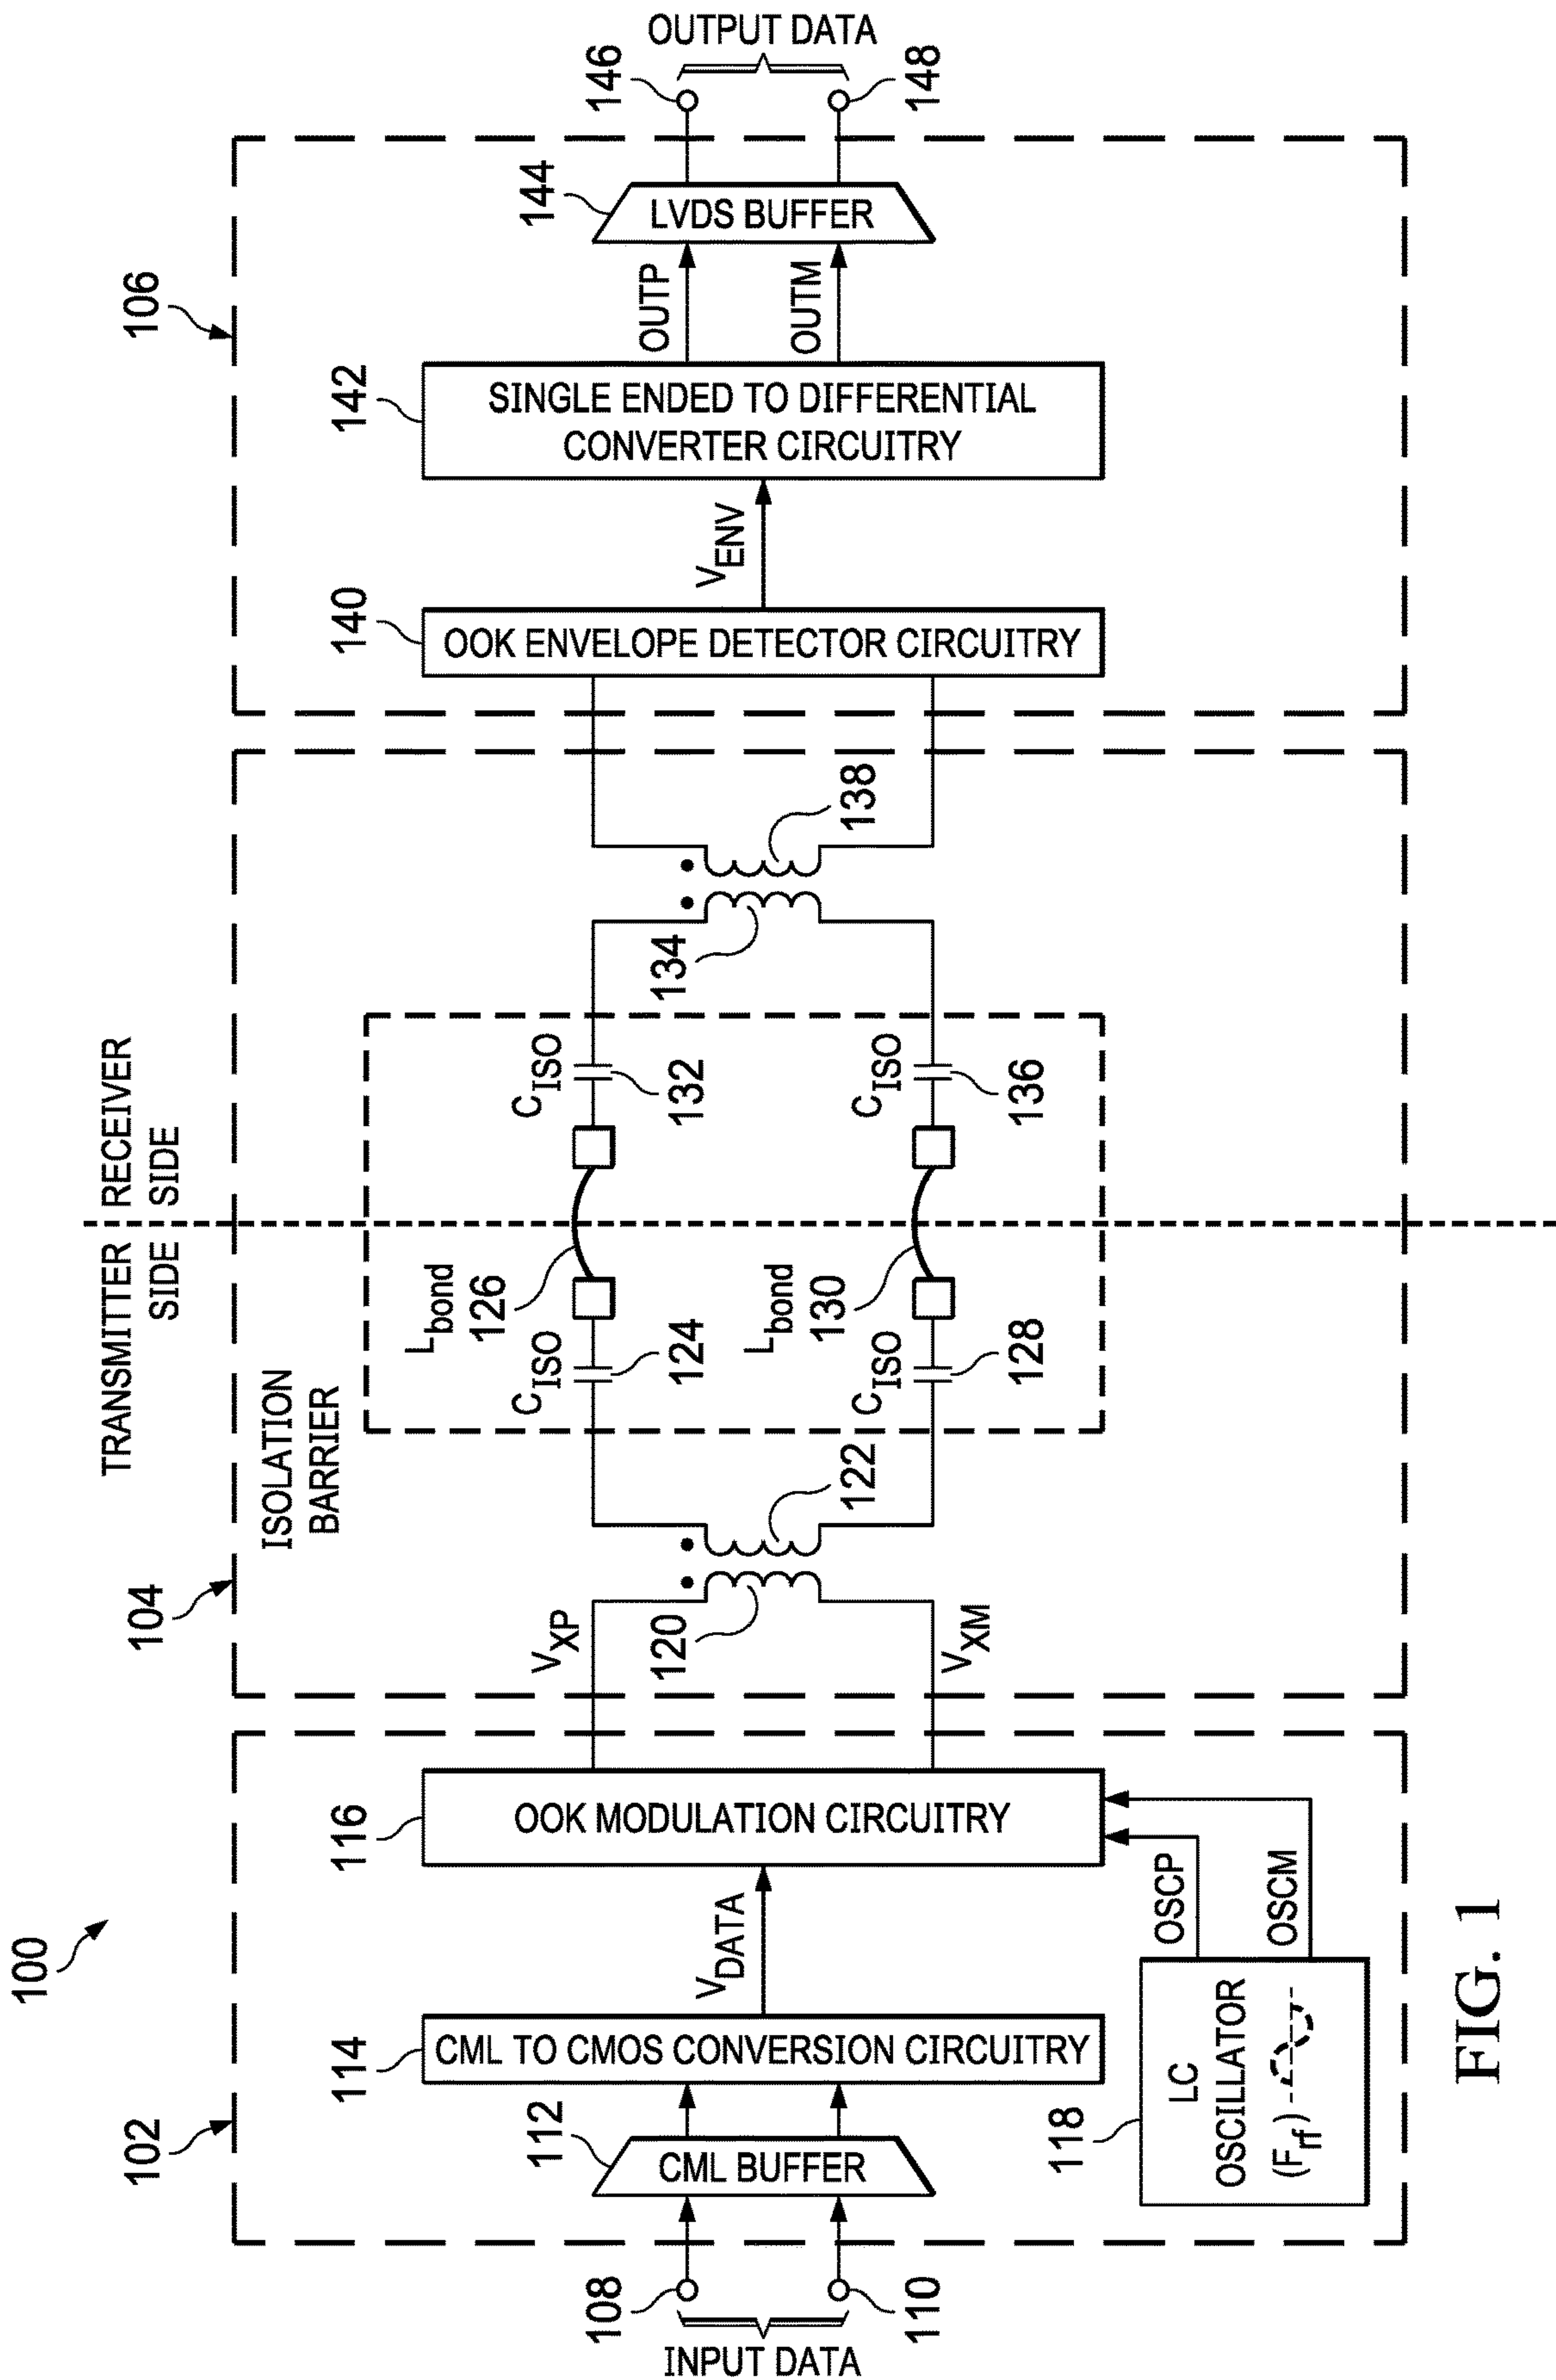 100
TRANSMITTER
SIDE
RECEIVER
SIDE
102
104
106
ISOLATION
BARRIER
INPUT DATA
108
110
112
CML BUFFER
114
CML TO CMOS CONVERSION CIRCUITRY
VDATA
116
OOK MODULATION CIRCUITRY
118
LC
OSCILLATOR
(Frf)
OSCP
OSCM
VXP
VXM
120
122
CISO
124
Lbond
126
CISO
132
CISO
128
Lbond
130
CISO
136
134
138
140
OOK ENVELOPE DETECTOR CIRCUITRY
VENV
142
SINGLE ENDED TO DIFFERENTIAL
CONVERTER CIRCUITRY
OUTP
OUTM
144
LVDS BUFFER
146
148
OUTPUT DATA
FIG. 1